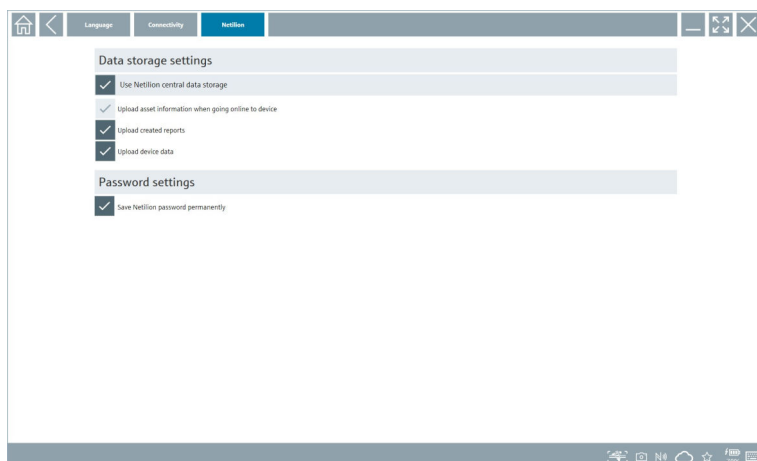 Language
Connectivity
Netilion
Data storage settings
Use Netilion central data storage
Upload asset information when going online to device
Upload created reports
Upload device data
Password settings
Save Netilion password permanently